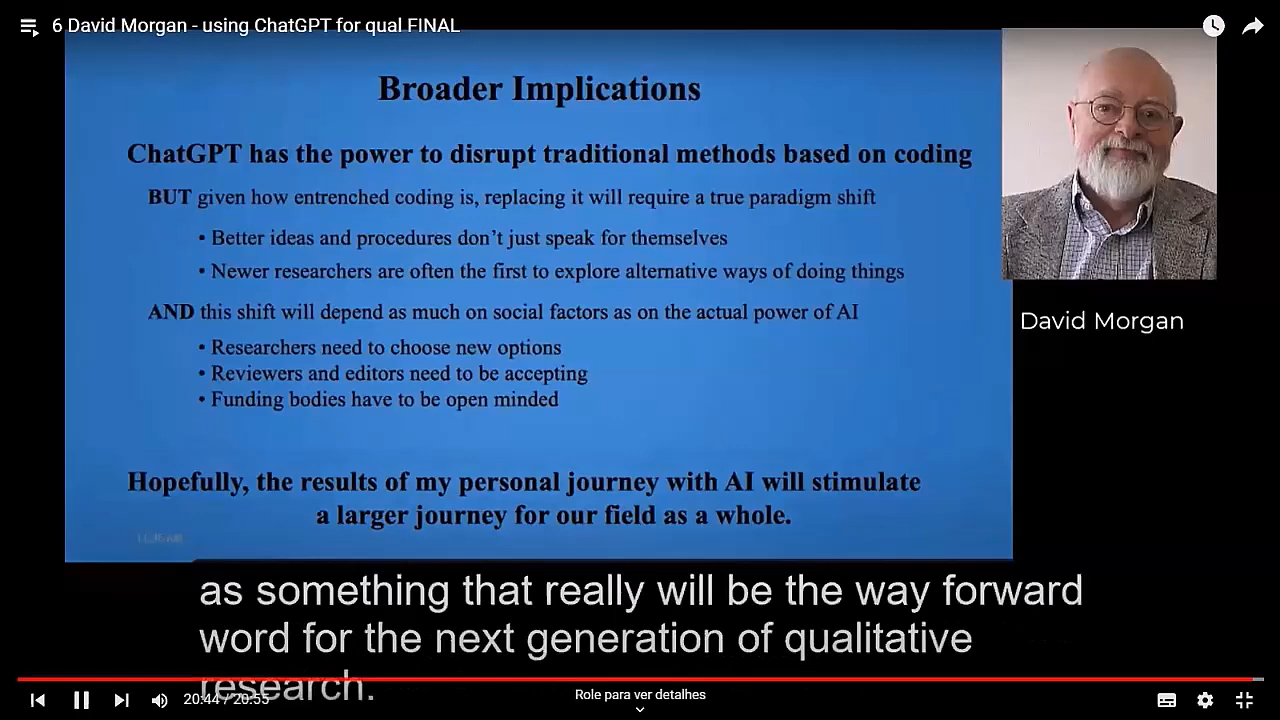 6 David Morgan - using ChatGPT for qual FINAL
Broader Implications
ChatGPT has the power to disrupt traditional methods based on coding
BUT given how entrenched coding is, replacing it will require a true paradigm shift
• Better ideas and procedures don't just speak for themselves
• Newer researchers are often the first to explore alternative ways of doing things
AND this shift will depend as much on social factors as on the actual power of AI
• Researchers need to choose new options
• Reviewers and editors need to be accepting
• Funding bodies have to be open minded
Hopefully, the results of my personal journey with AI will stimulate
a larger journey for our field as a whole.
David Morgan
as something that really will be the way forward
word for the next generation of qualitative
research.
20:44 / 20:55
Role para ver detalhes